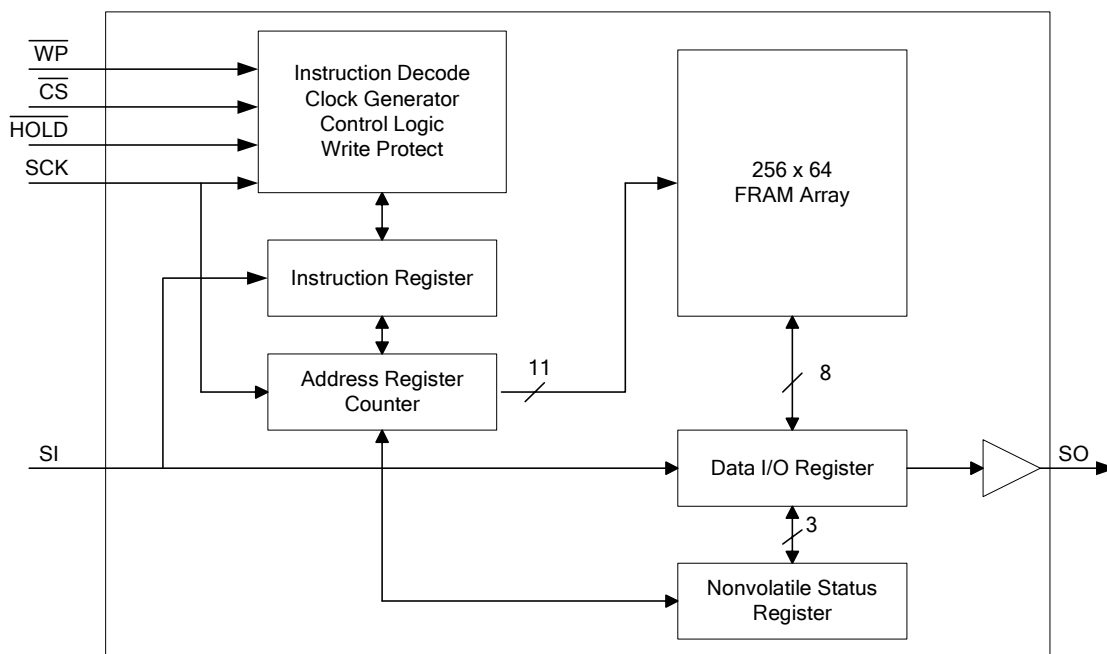 WP
CS
HOLD
SCK
Instruction Decode
Clock Generator
Control Logic
Write Protect
256 x 64
FRAM Array
Instruction Register
Address Register
Counter
11
8
SI
Data I/O Register
SO
3
Nonvolatile Status
Register